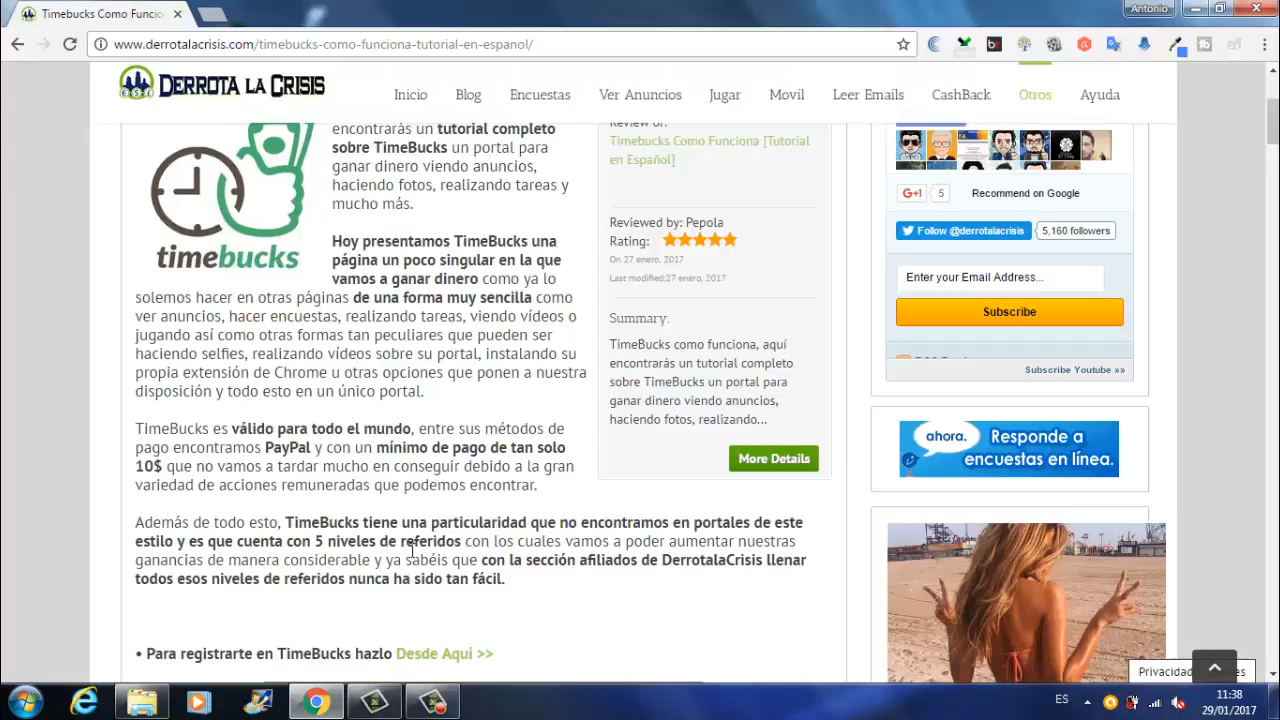 Timebucks Como Funcio
Antonio
www.derrotalacrisis.com/timebucks-como-funciona-tutorial-en-espanol/
DERROTA LA CRISIS
Inicio Blog Encuestas Ver Anuncios Jugar Movil Leer Emails CashBack Otros Ayuda
timebucks
encontrarás un tutorial completo
sobre TimeBucks un portal para
ganar dinero viendo anuncios,
haciendo fotos, realizando tareas y
mucho más.
Hoy presentamos TimeBucks una
página un poco singular en la que
vamos a ganar dinero como ya lo
solemos hacer en otras páginas de una forma muy sencilla como
ver anuncios, hacer encuestas, realizando tareas, viendo vídeos o
jugando así como otras formas tan peculiares que pueden ser
haciendo selfies, realizando vídeos sobre su portal, instalando su
propia extensión de Chrome u otras opciones que ponen a nuestra
disposición y todo esto en un único portal.
TimeBucks es válido para todo el mundo, entre sus métodos de
pago encontramos PayPal y con un mínimo de pago de tan solo
10$ que no vamos a tardar mucho en conseguir debido a la gran
variedad de acciones remuneradas que podemos encontrar.
Además de todo esto, TimeBucks tiene una particularidad que no encontramos en portales de este
estilo y es que cuenta con 5 niveles de referidos con los cuales vamos a poder aumentar nuestras
ganancias de manera considerable y ya sabéis que con la sección afiliados de DerrotalaCrisis llenar
todos esos niveles de referidos nunca ha sido tan fácil.
• Para registrarte en TimeBucks hazlo Desde Aquí >>
Review of:
Timebucks Como Funciona [Tutorial
en Español]
Reviewed by: Pepola
Rating:
On 27 enero, 2017
Last modified:27 enero, 2017
Summary:
TimeBucks como funciona, aquí
encontrarás un tutorial completo
sobre TimeBucks un portal para
ganar dinero viendo anuncios,
haciendo fotos, realizando...
More Details
G+1 5 Recommend on Google
Follow @derrotalacrisis 5,160 followers
Enter your Email Address...
Subscribe
Subscribe Youtube »»
ahora. Responde a
encuestas en línea.
Privacidad
ES
11:38
29/01/2017